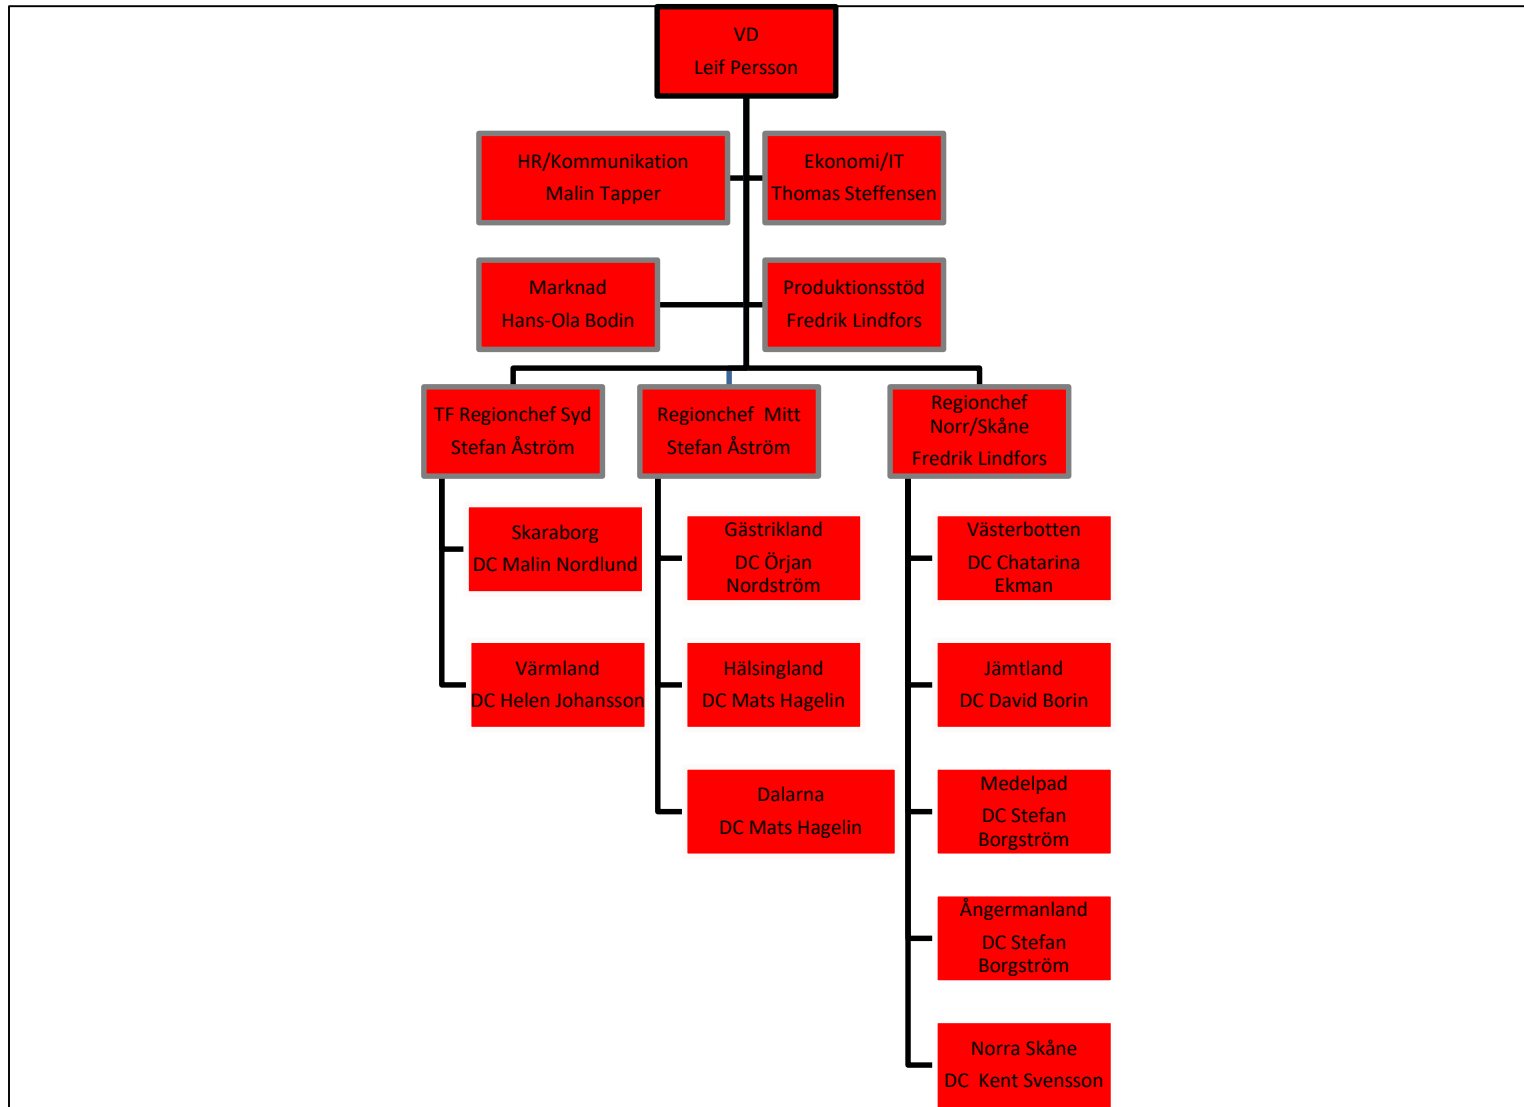 VD
Leif Persson
HR/Kommunikation
Malin Tapper
Ekonomi/IT
Thomas Steffensen
Marknad
Hans-Ola Bodin
Produktionsstöd
Fredrik Lindfors
TF Regionchef Syd
Stefan Åström
Regionchef  Mitt
Stefan Åström
Regionchef
Norr/Skåne
Fredrik Lindfors
Skaraborg
DC Malin Nordlund
Värmland
DC Helen Johansson
Gästrikland
DC Örjan
Nordström
Hälsingland
DC Mats Hagelin
Dalarna
DC Mats Hagelin
Västerbotten
DC Chatarina
Ekman
Jämtland
DC David Borin
Medelpad
DC Stefan
Borgström
Ångermanland
DC Stefan
Borgström
Norra Skåne
DC  Kent Svensson